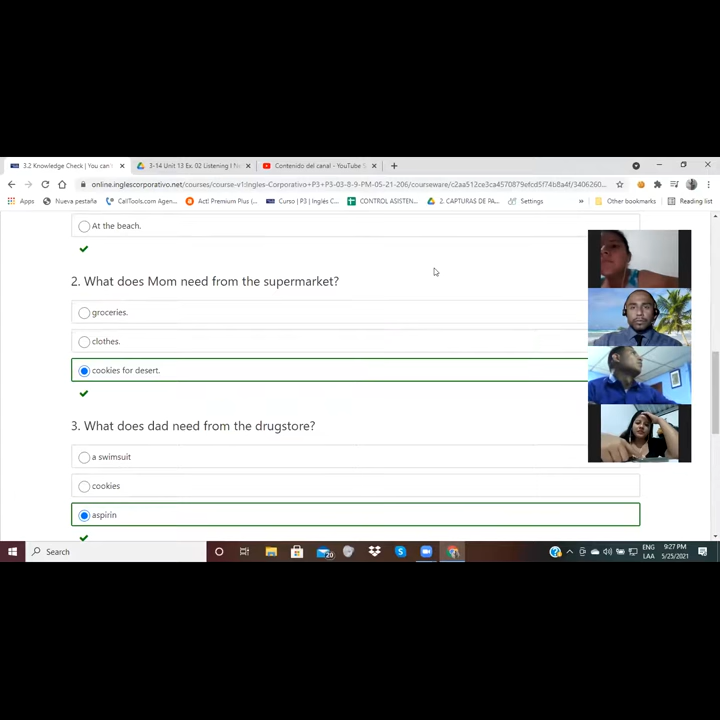 3.2 Knowledge Check | You can't
3-14 Unit 13 Ex. 02 Listening I N
Contenido del canal - YouTube S
online.inglescorporativo.net/courses/course-v1:Ingles-Corporativo+P3+P3-03-8-9-PM-05-21-206/courseware/c2aa512ce3ca4570879efcd5f74b8a4f/3406260...
Apps
Nueva pestaña
CallTools.com Agen...
Act! Premium Plus (...
Curso | P3 | Inglés C...
CONTROL ASISTEN...
2. CAPTURAS DE PA...
Settings
»
Other bookmarks
Reading list
At the beach.
2. What does Mom need from the supermarket?
groceries.
clothes.
cookies for desert.
3. What does dad need from the drugstore?
a swimsuit
cookies
aspirin
Search
20
ENG
LAA
9:27 PM
5/25/2021